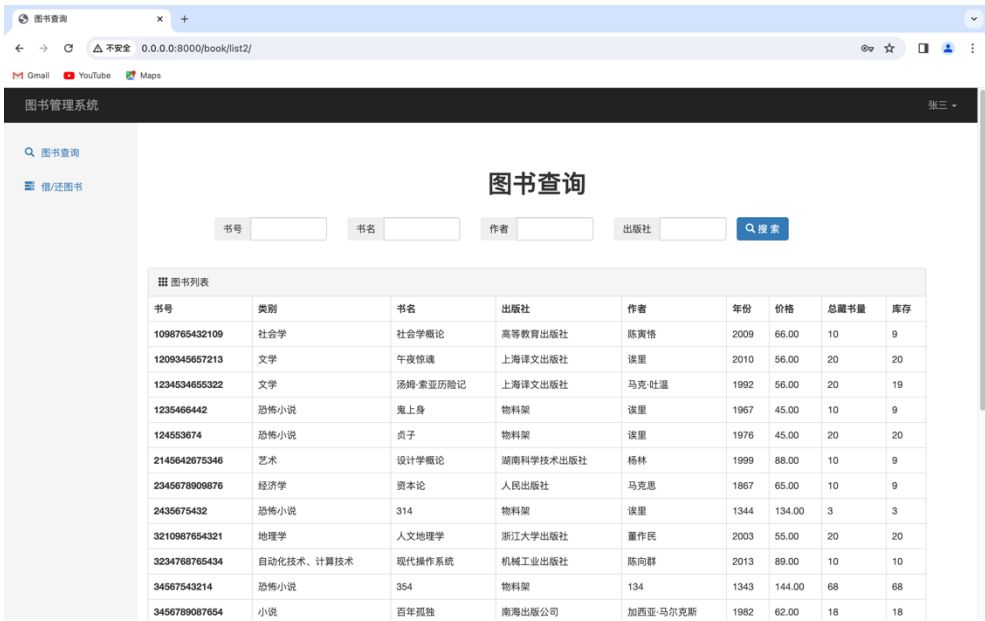 图书查询
不安全 0.0.0.0:8000/book/list2/
Gmail YouTube Maps
图书管理系统 张三
图书查询
借/还图书
图书查询
书号 书名 作者 出版社 搜 索
图书列表
书号 类别 书名 出版社 作者 年份 价格 总藏书量 库存
1098765432109 社会学 社会学概论 高等教育出版社 陈寅恪 2009 66.00 10 9
1209345657213 文学 午夜惊魂 上海译文出版社 诶里 2010 56.00 20 20
1234534655322 文学 汤姆·索亚历险记 上海译文出版社 马克·吐温 1992 56.00 20 19
1235466442 恐怖小说 鬼上身 物料架 诶里 1967 45.00 10 9
124553674 恐怖小说 贞子 物料架 诶里 1976 45.00 20 20
2145642675346 艺术 设计学概论 湖南科学技术出版社 杨林 1999 88.00 10 9
2345678909876 经济学 资本论 人民出版社 马克思 1867 65.00 10 9
2435675432 恐怖小说 314 物料架 诶里 1344 134.00 3 3
3210987654321 地理学 人文地理学 浙江大学出版社 董作民 2003 55.00 20 20
3234768765434 自动化技术、计算技术 现代操作系统 机械工业出版社 陈向群 2013 89.00 10 10
34567543214 恐怖小说 354 物料架 134 1343 144.00 68 68
3456789087654 小说 百年孤独 南海出版公司 加西亚·马尔克斯 1982 62.00 18 18